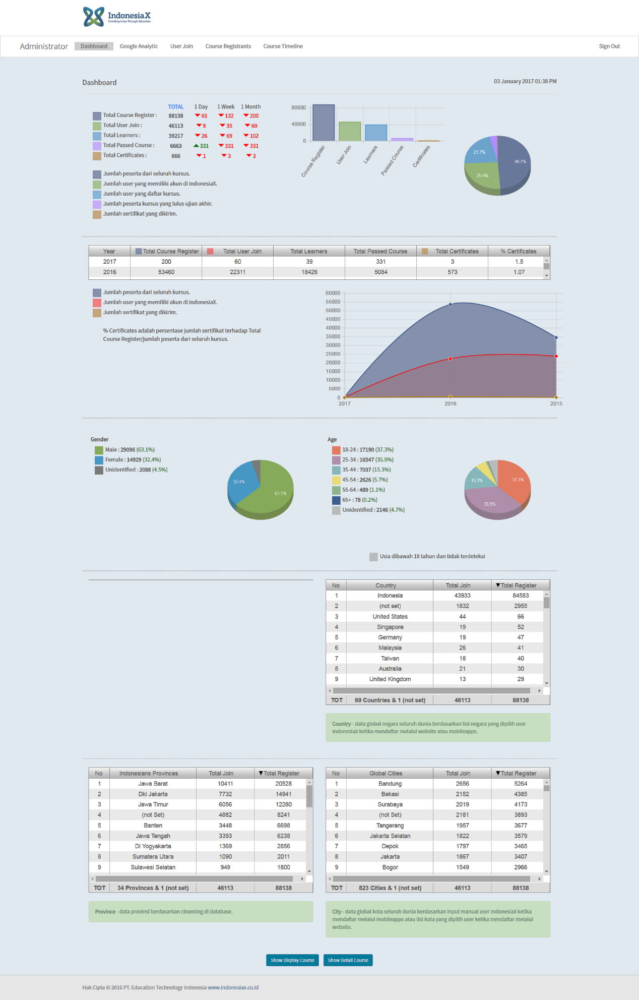 IndonesiaX
Enriching Lives Through Education
Administrator Dashboard Google Analytic User Join Course Registrants Course Timeline Sign Out
Dashboard 03 January 2017 01:38 PM
TOTAL 1 Day 1 Week 1 Month
Total Course Register : 88138 61 132 200
Total User Join : 46113 8 35 60
Total Learners : 39217 26 69 102
Total Passed Course : 6663 331 331 331
Total Certificates : 666 1 3 3
Jumlah peserta dari seluruh kursus.
Jumlah user yang memiliki akun di IndonesiaX.
Jumlah user yang daftar kursus.
Jumlah peserta kursus yang lulus ujian akhir.
Jumlah sertifikat yang dikirim.
80000
40000
0
Course Register
User Join
Learners
Passed Course
Certificates
21.7%
48.7%
25.5%
Year Total Course Register Total User Join Total Learners Total Passed Course Total Certificates % Certificates
2017 200 60 39 331 3 1.5
2016 53460 22311 18426 5084 573 1.07
Jumlah peserta dari seluruh kursus.
Jumlah user yang memiliki akun di IndonesiaX.
Jumlah sertifikat yang dikirim.
% Certificates adalah persentase jumlah sertifikat terhadap Total
Course Register/jumlah peserta dari seluruh kursus.
60000
55000
50000
45000
40000
35000
30000
25000
20000
15000
10000
5000
0
2017 2016 2015
Gender
Male : 29096 (63.1%)
Female : 14929 (32.4%)
Unidentified : 2088 (4.5%)
32.4%
63.1%
Age
18-24 : 17190 (37.3%)
25-34 : 16547 (35.9%)
35-44 : 7037 (15.3%)
45-54 : 2626 (5.7%)
55-64 : 489 (1.1%)
65+ : 78 (0.2%)
Unidentified : 2146 (4.7%)
37.3%
15.3%
35.9%
Usia dibawah 18 tahun dan tidak terdeteksi
No Country Total Join ▼Total Register
1 Indonesia 43933 84583
2 (not set) 1832 2955
3 United States 44 66
4 Singapore 19 52
5 Germany 19 47
6 Malaysia 26 41
7 Taiwan 18 40
8 Australia 21 30
9 United Kingdom 13 29
TOT 69 Countries & 1 (not set) 46113 88138
Country - data global negara seluruh dunia berdasarkan list negara yang dipilih user
IndonesiaX ketika mendaftar melalui website atau mobileapps.
No Indonesians Provinces Total Join ▼Total Register
1 Jawa Barat 10411 20528
2 Dki Jakarta 7732 14941
3 Jawa Timur 6056 12280
4 (not Set) 4882 8241
5 Banten 3448 6698
6 Jawa Tengah 3393 6238
7 Di Yogyakarta 1369 2856
8 Sumatera Utara 1090 2011
9 Sulawesi Selatan 949 1800
TOT 34 Provinces & 1 (not set) 46113 88138
Province - data provinsi berdasarkan cleansing di database.
No Global Cities Total Join ▼Total Register
1 Bandung 2656 5264
2 Bekasi 2152 4385
3 Surabaya 2019 4173
4 (not Set) 2181 3893
5 Tangerang 1957 3677
6 Jakarta Selatan 1822 3579
7 Depok 1797 3465
8 Jakarta 1867 3407
9 Bogor 1549 2966
TOT 823 Cities & 1 (not set) 46113 88138
City - data global kota seluruh dunia berdasarkan input manual user IndonesiaX ketika
mendaftar melalui mobileapps atau list kota yang dipilih user ketika mendaftar melalui
website.
Show Display Course Show Detail Course
Hak Cipta © 2016 PT. Education Technology Indonesia www.indonesiax.co.id